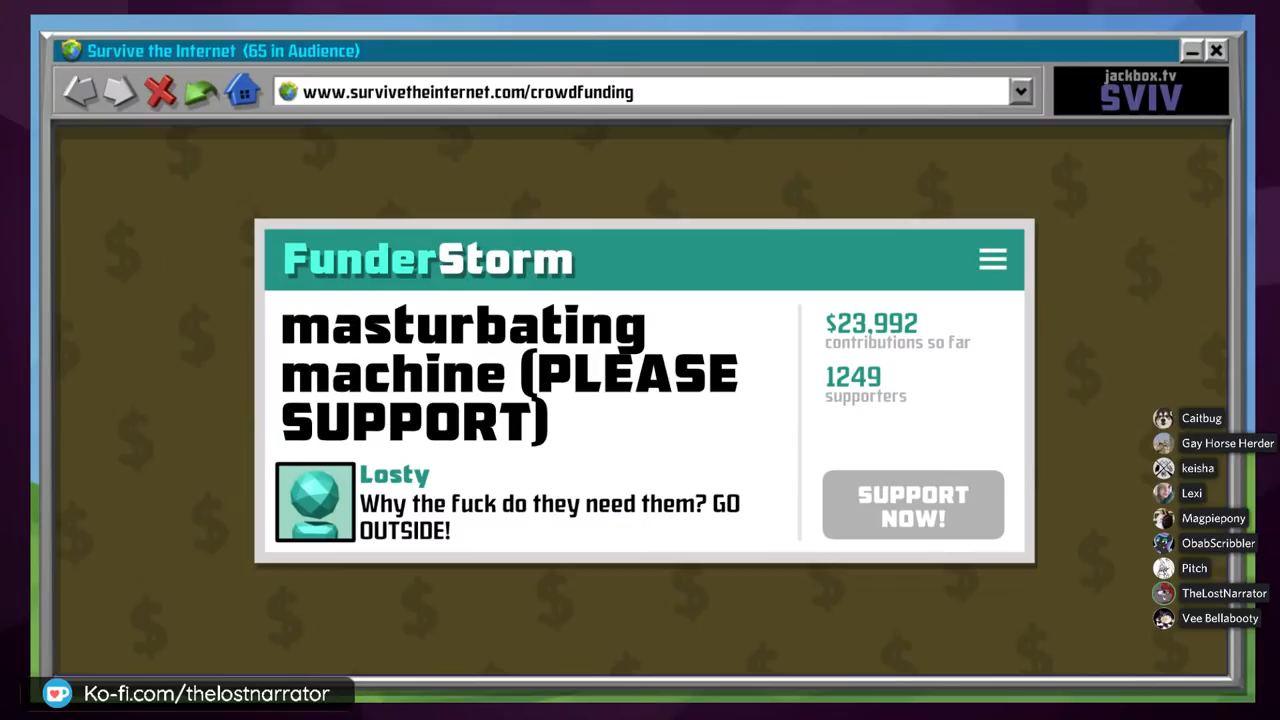 Survive the Internet (65 in Audience)
www.survivetheinternet.com/crowdfunding
jackbox.tv
SVIV
FunderStorm
masturbating
machine (PLEASE
SUPPORT)
Losty
Why the fuck do they need them? GO
OUTSIDE!
$23,992
contributions so far
1249
supporters
SUPPORT
NOW!
Caitbug
Gay Horse Herder
keisha
Lexi
Magpiepony
ObabScribbler
Pitch
TheLostNarrator
Vee Bellabooty
Ko-fi.com/thelostnarrator